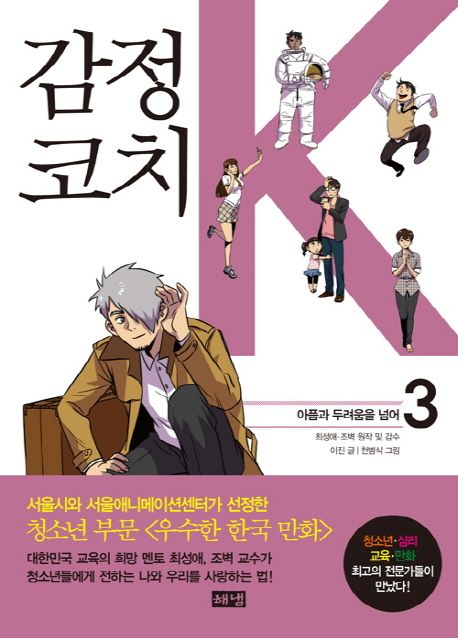 감정
코치
K
아픔과 두려움을 넘어 3
최성애·조벽 원작 및 감수
이진 글 | 천범식 그림
서울시와 서울애니메이션센터가 선정한
청소년 부문 <우수한 한국 만화>
대한민국 교육의 희망 멘토 최성애, 조벽 교수가
청소년들에게 전하는 나와 우리를 사랑하는 법!
청소년·심리
교육·만화
최고의 전문가들이
만났다!
해냄